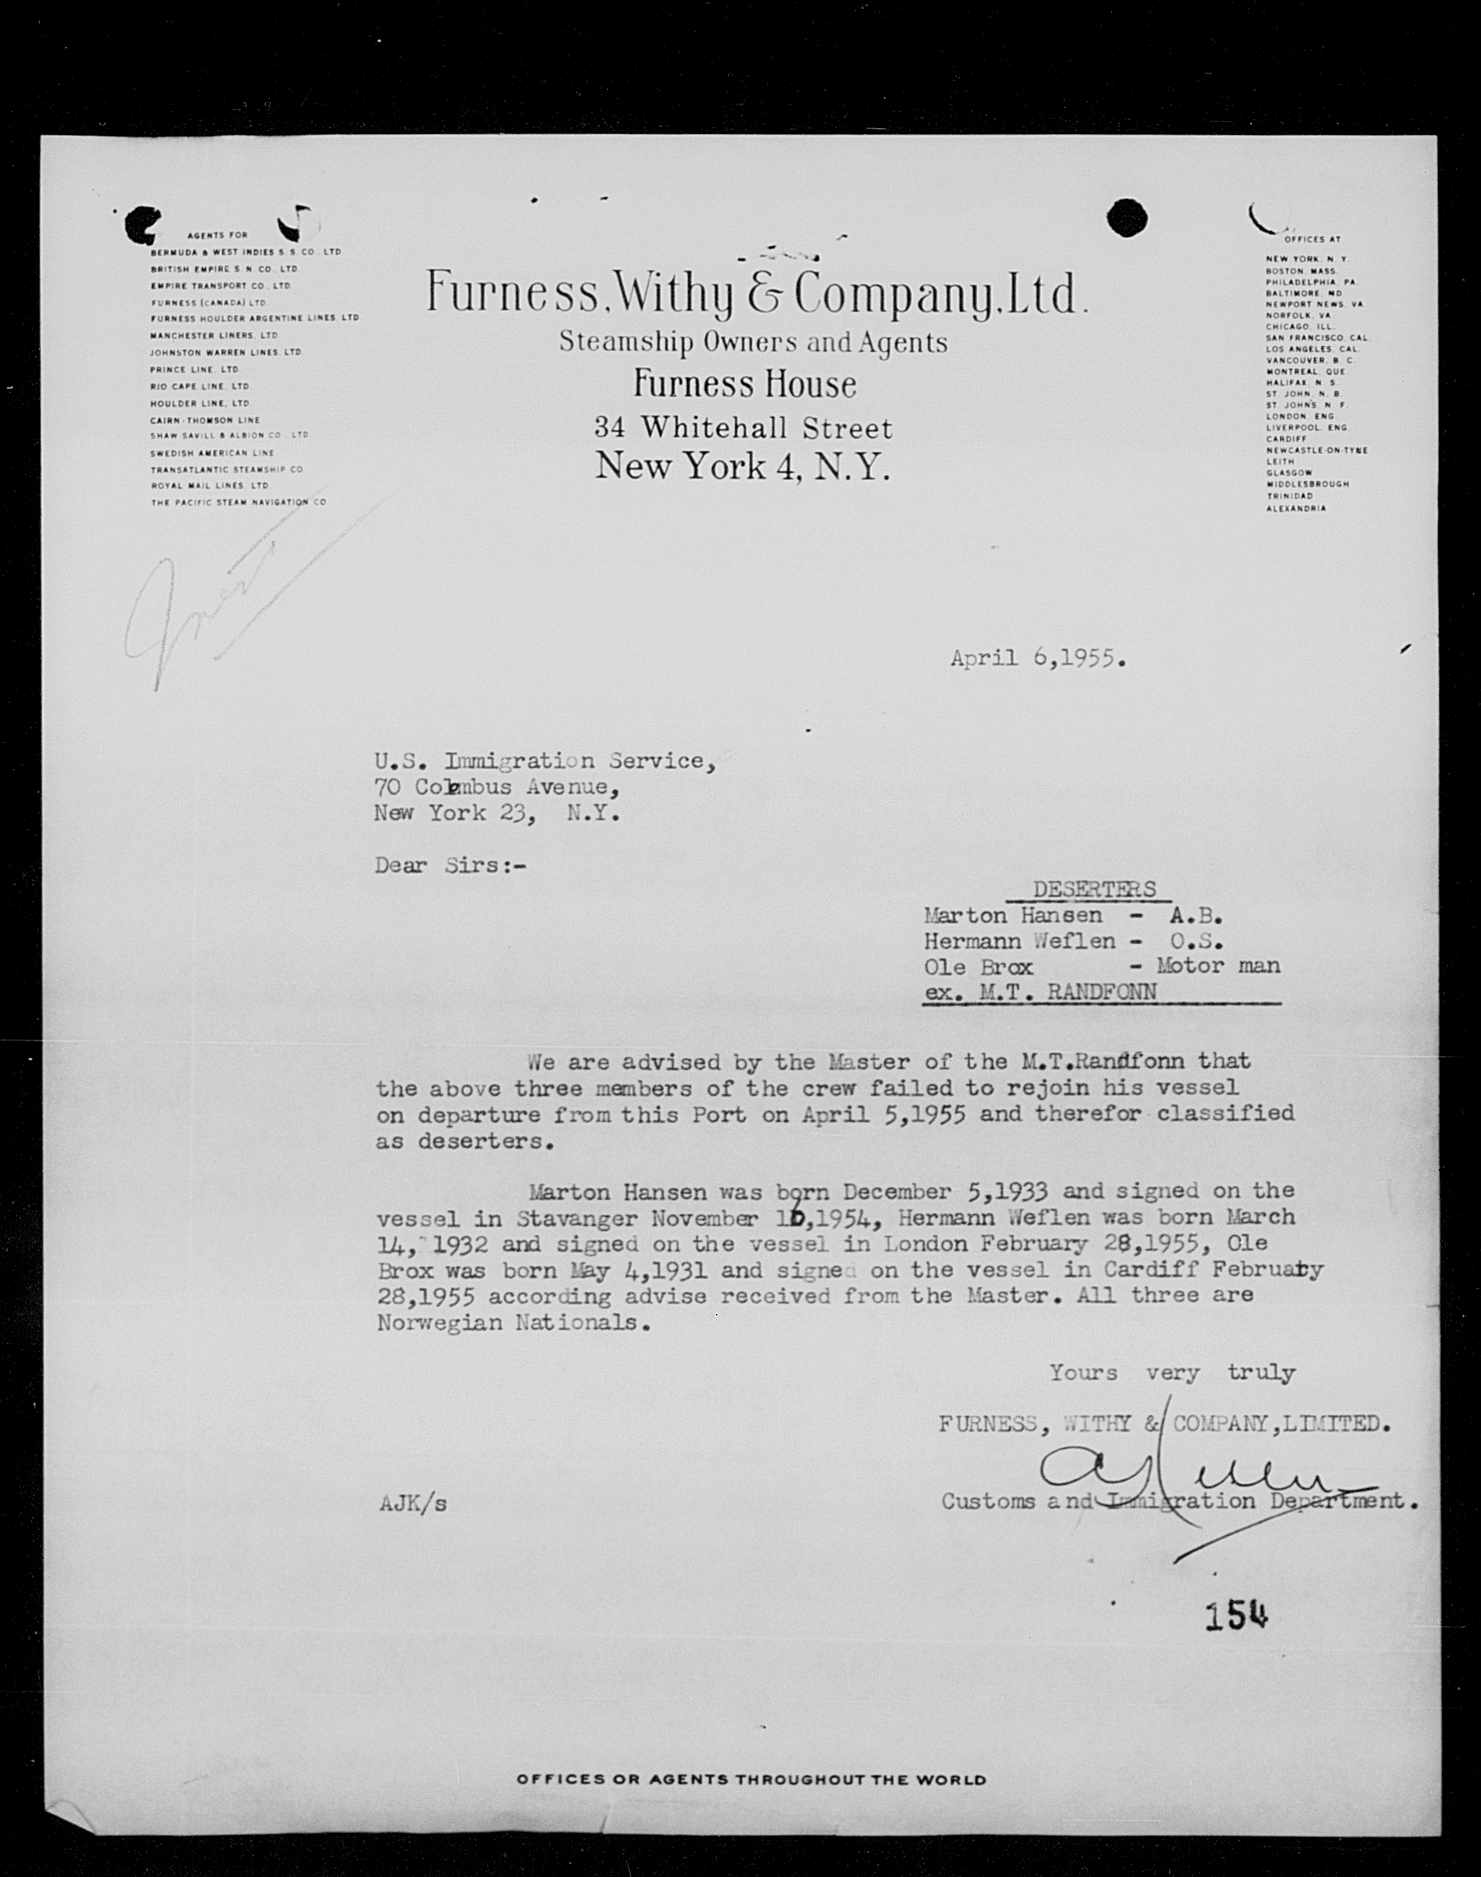 AGENTS FOR
BERMUDA & WEST INDIES S. S. CO., LTD.
BRITISH EMPIRE S. N. CO., LTD.
EMPIRE TRANSPORT CO., LTD.
FURNESS (CANADA) LTD.
FURNESS HOULDER ARGENTINE LINES, LTD.
MANCHESTER LINERS, LTD.
JOHNSTON WARREN LINES, LTD.
PRINCE LINE, LTD.
RIO CAPE LINE, LTD.
HOULDER LINE, LTD.
CAIRN-THOMSON LINE
SHAW SAVILL & ALBION CO., LTD.
SWEDISH AMERICAN LINE
TRANSATLANTIC STEAMSHIP CO.
ROYAL MAIL LINES, LTD.
THE PACIFIC STEAM NAVIGATION CO.
Furness, Withy & Company, Ltd.
Steamship Owners and Agents
Furness House
34 Whitehall Street
New York 4, N.Y.
OFFICES AT
NEW YORK, N. Y.
BOSTON, MASS.
PHILADELPHIA, PA.
BALTIMORE, MD.
NEWPORT NEWS, VA.
NORFOLK, VA.
CHICAGO, ILL.
SAN FRANCISCO, CAL.
LOS ANGELES, CAL.
VANCOUVER, B. C.
MONTREAL, QUE.
HALIFAX, N. S.
ST. JOHN, N. B.
ST. JOHN'S, N. F.
LONDON, ENG.
LIVERPOOL, ENG.
CARDIFF
NEWCASTLE-ON-TYNE
LEITH
GLASGOW
MIDDLESBROUGH
TRINIDAD
ALEXANDRIA
April 6,1955.
U.S. Immigration Service,
70 Columbus Avenue,
New York 23, N.Y.
Dear Sirs:-
DESERTERS
Marton Hansen - A.B.
Hermann Weflen - O.S.
Ole Brox - Motor man
ex. M.T. RANDFONN
We are advised by the Master of the M.T.Randfonn that
the above three members of the crew failed to rejoin his vessel
on departure from this Port on April 5,1955 and therefor classified
as deserters.
Marton Hansen was born December 5,1933 and signed on the
vessel in Stavanger November ,1954, Hermann Weflen was born March
14, 1932 and signed on the vessel in London February 28,1955, Ole
Brox was born May 4,1931 and signed on the vessel in Cardiff February
28,1955 according advise received from the Master. All three are
Norwegian Nationals.
Yours very truly
FURNESS, WITHY & COMPANY,LIMITED.
AJK/s
Customs and Immigration Department.
154
OFFICES OR AGENTS THROUGHOUT THE WORLD